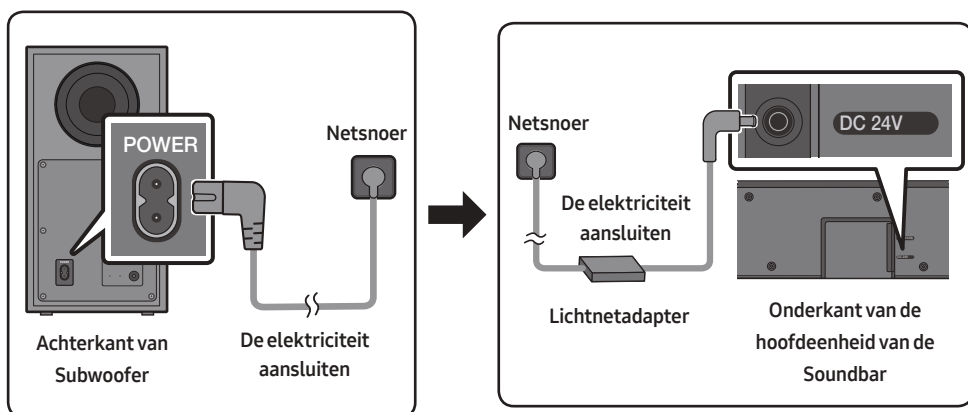 POWER
Netsnoer
Achterkant van
Subwoofer
De elektriciteit
aansluiten
Netsnoer
DC 24V
De elektriciteit
aansluiten
Lichtnetadapter
Onderkant van de
hoofdeenheid van de
Soundbar